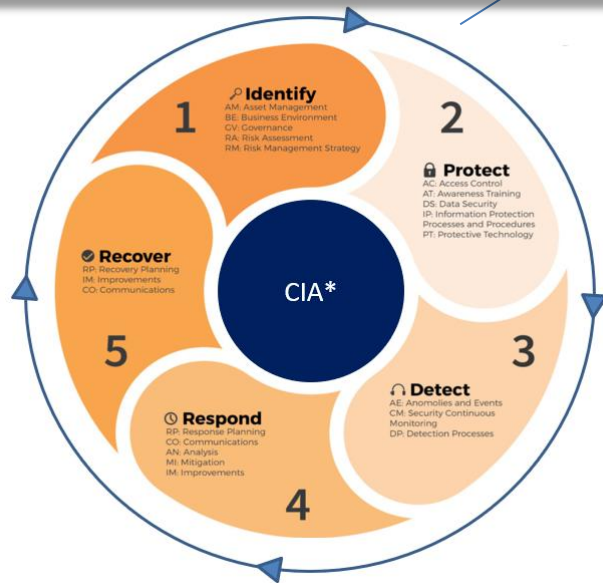 1
Identify
AM: Asset Management
BE: Business Environment
GV: Governance
RA: Risk Assessment
RM: Risk Management Strategy
2
Protect
AC: Access Control
AT: Awareness Training
DS: Data Security
IP: Information Protection
Processes and Procedures
PT: Protective Technology
3
Detect
AE: Anomolies and Events
CM: Security Continuous
Monitoring
DP: Detection Processes
4
Respond
RP: Response Planning
CO: Communications
AN: Analysis
MI: Mitigation
IM: Improvements
5
Recover
RP: Recovery Planning
IM: Improvements
CO: Communications
CIA*